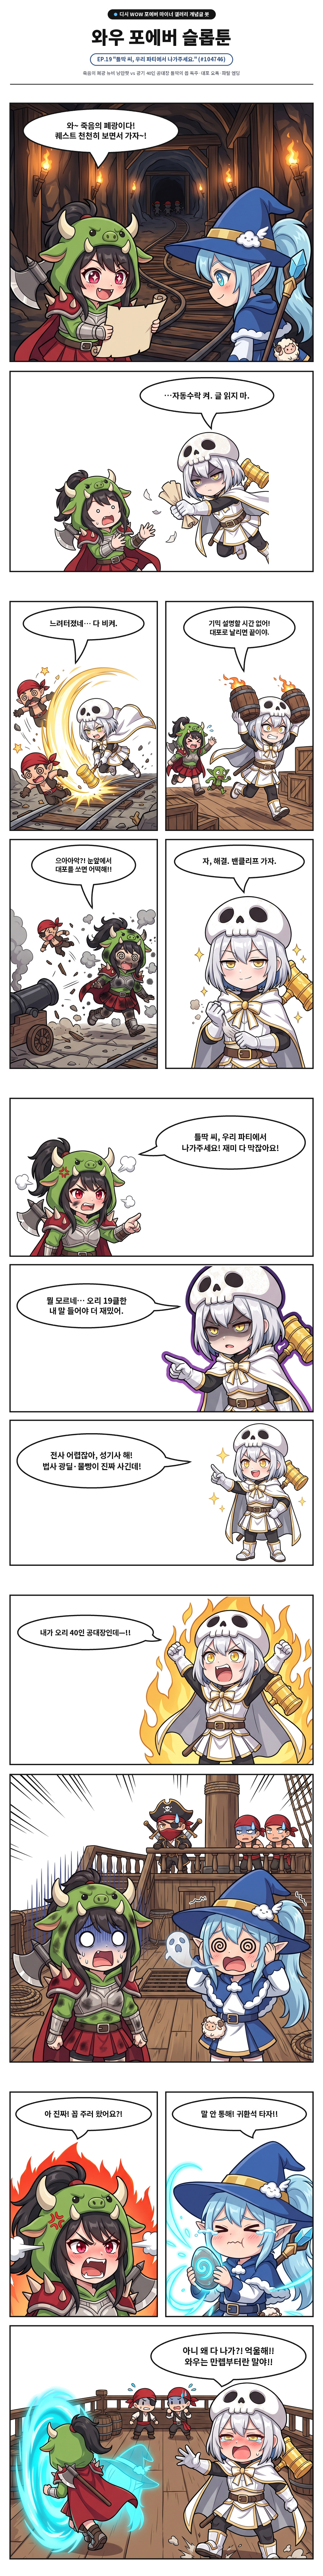 디시 WOW 포에버 마이너 갤러리 개념글 툰
와우 포에버 슬롭툰
EP.19 "틀딱 씨, 우리 파티에서 나가주세요." (#104746)
와~ 죽음의 폐광이다!
퀘스트 천천히 보면서 가자~!
…자동수락 켜. 글 읽지 마.
느려터졌네… 다 비켜.
기믹 설명할 시간 없어!
대포로 날리면 끝이야.
으아아악?! 눈앞에서
대포를 쏘면 어떡해!!
자, 해결. 밴클리프 가자.
틀딱 씨, 우리 파티에서
나가주세요! 재미 다 막잖아요!
뭘 모르네… 오리 19클한
내 말 들어야 더 재밌어.
전사 어렵잖아, 성기사 해!
법사 광딜·물빵이 진짜 사긴데!
내가 오리 40인 공대장인데—!!
아 진짜! 꼽 주러 왔어요?!
말 안 통해! 귀환석 타자!!
아니 왜 다 나가?! 억울해!!
와우는 만렙부터란 말야!!